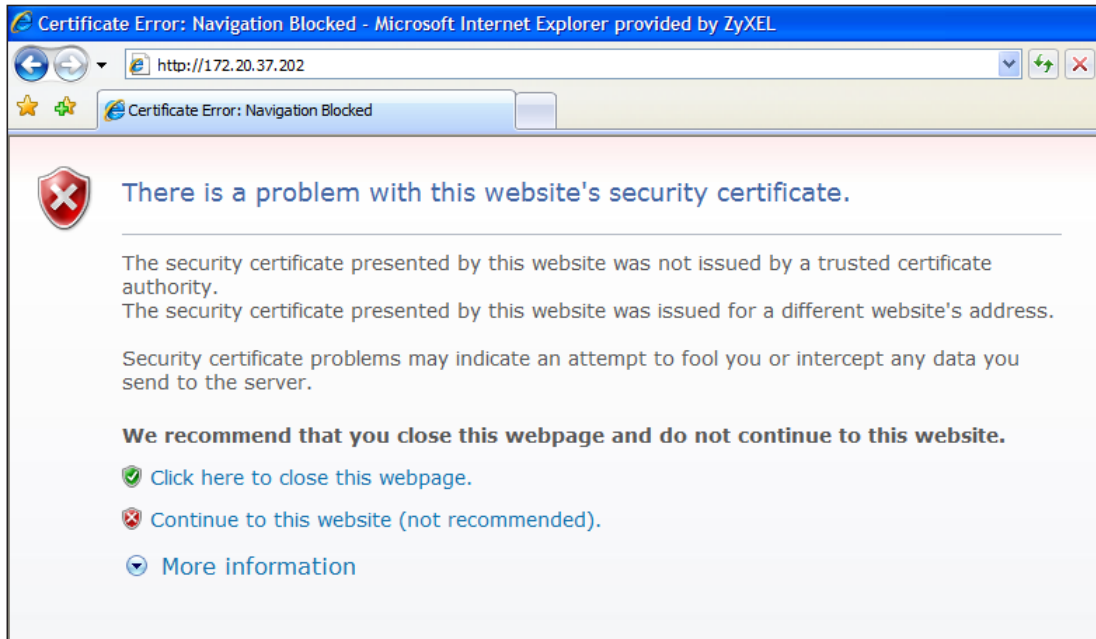 Certificate Error: Navigation Blocked - Microsoft Internet Explorer provided by ZyXEL
http://172.20.37.202
Certificate Error: Navigation Blocked
There is a problem with this website's security certificate.
The security certificate presented by this website was not issued by a trusted certificate
authority.
The security certificate presented by this website was issued for a different website's address.
Security certificate problems may indicate an attempt to fool you or intercept any data you
send to the server.
We recommend that you close this webpage and do not continue to this website.
Click here to close this webpage.
Continue to this website (not recommended).
More information